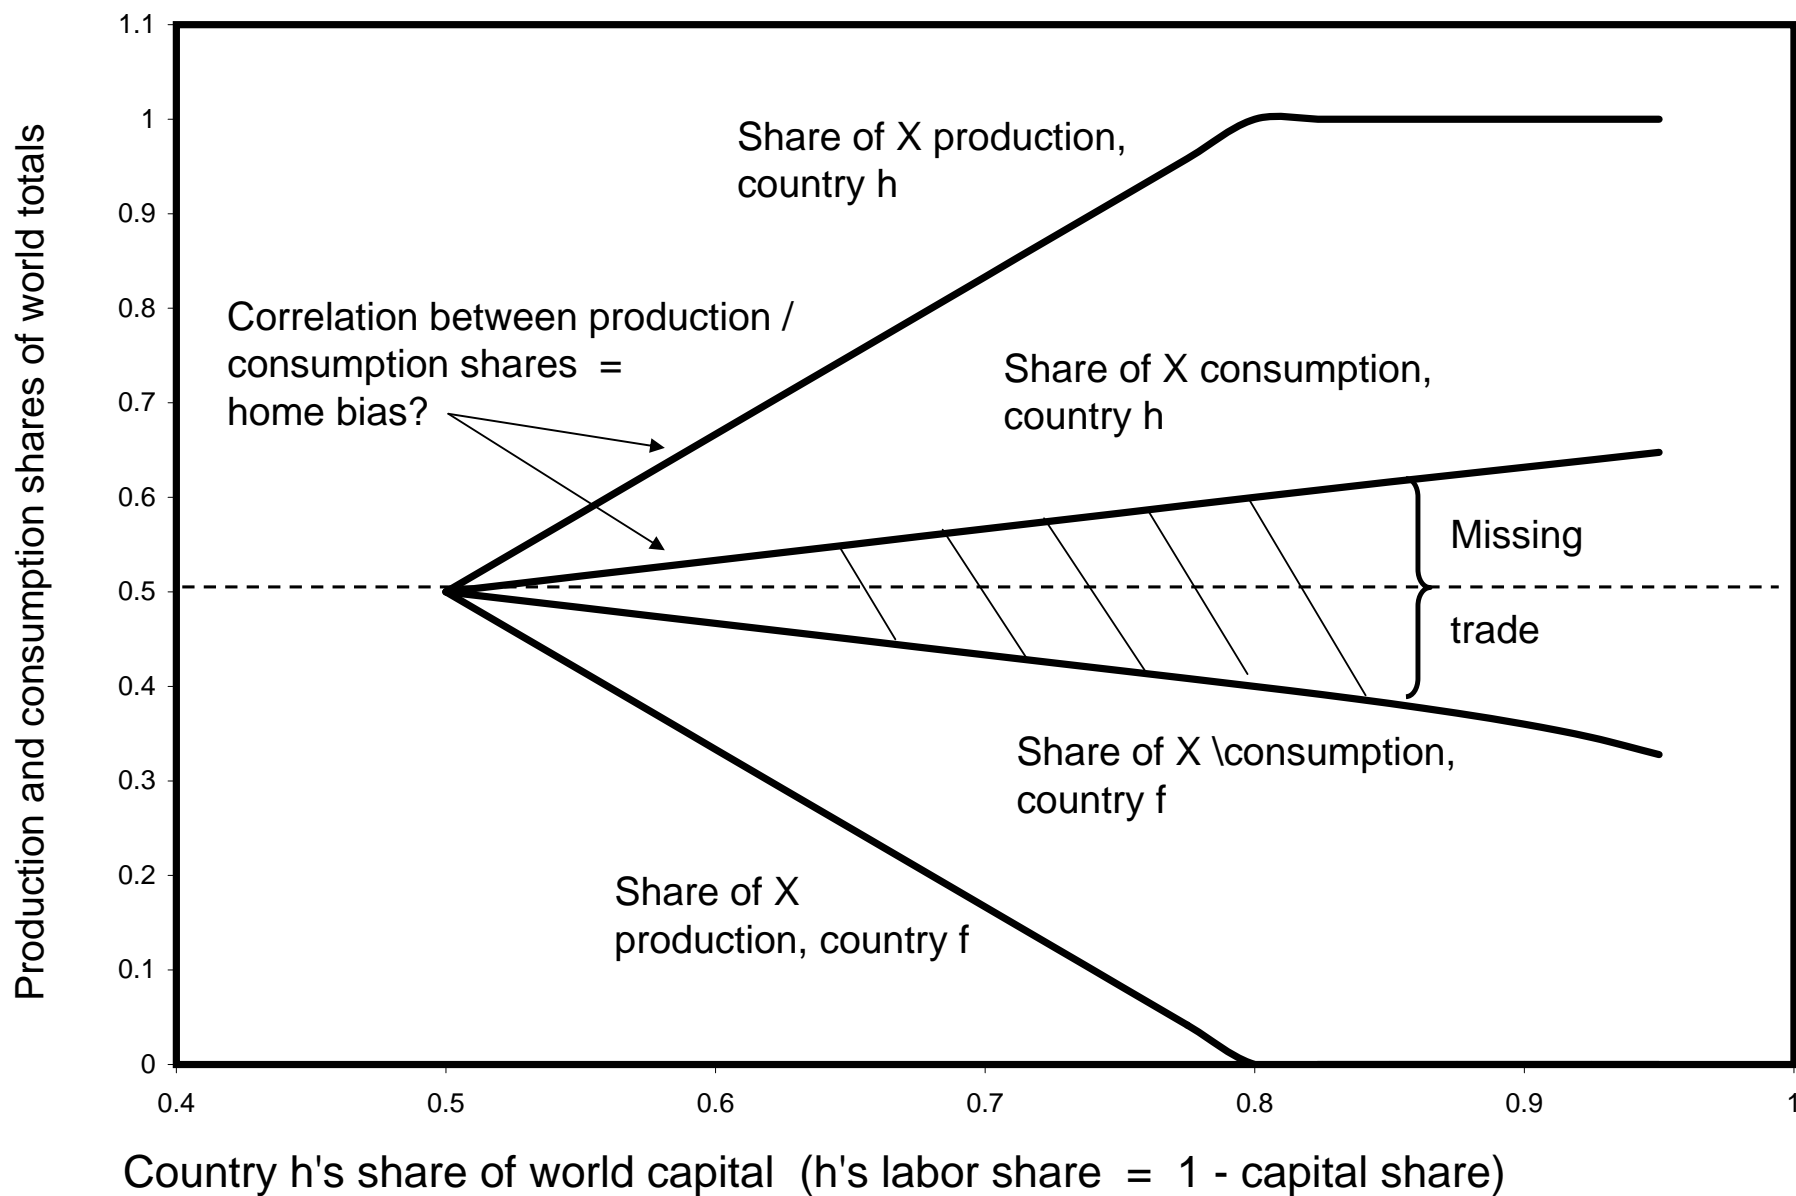 Production and consumption shares of world totals
1.1
1
0.9
0.8
0.7
0.6
0.5
0.4
0.3
0.2
0.1
0
Share of X production,
country h
Correlation between production /
consumption shares =
home bias?
Share of X consumption,
country h
Missing
trade
Share of X \consumption,
country f
Share of X
production, country f
0.4 0.5 0.6 0.7 0.8 0.9 1
Country h's share of world capital (h's labor share = 1 - capital share)